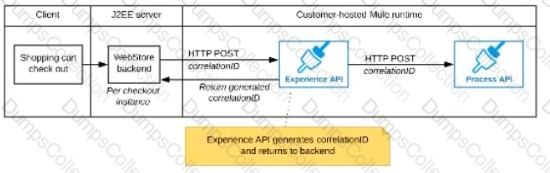 Client
J2EE server
Customer-hosted Mule runtime
Shopping cart
check out
WebStore
backend
Per checkout
instance
HTTP POST
correlationID
Return generated
correlationID
Experience API
HTTP POST
correlationID
Process API
Experience API generates correlationID
and returns to backend
DumpsCollection